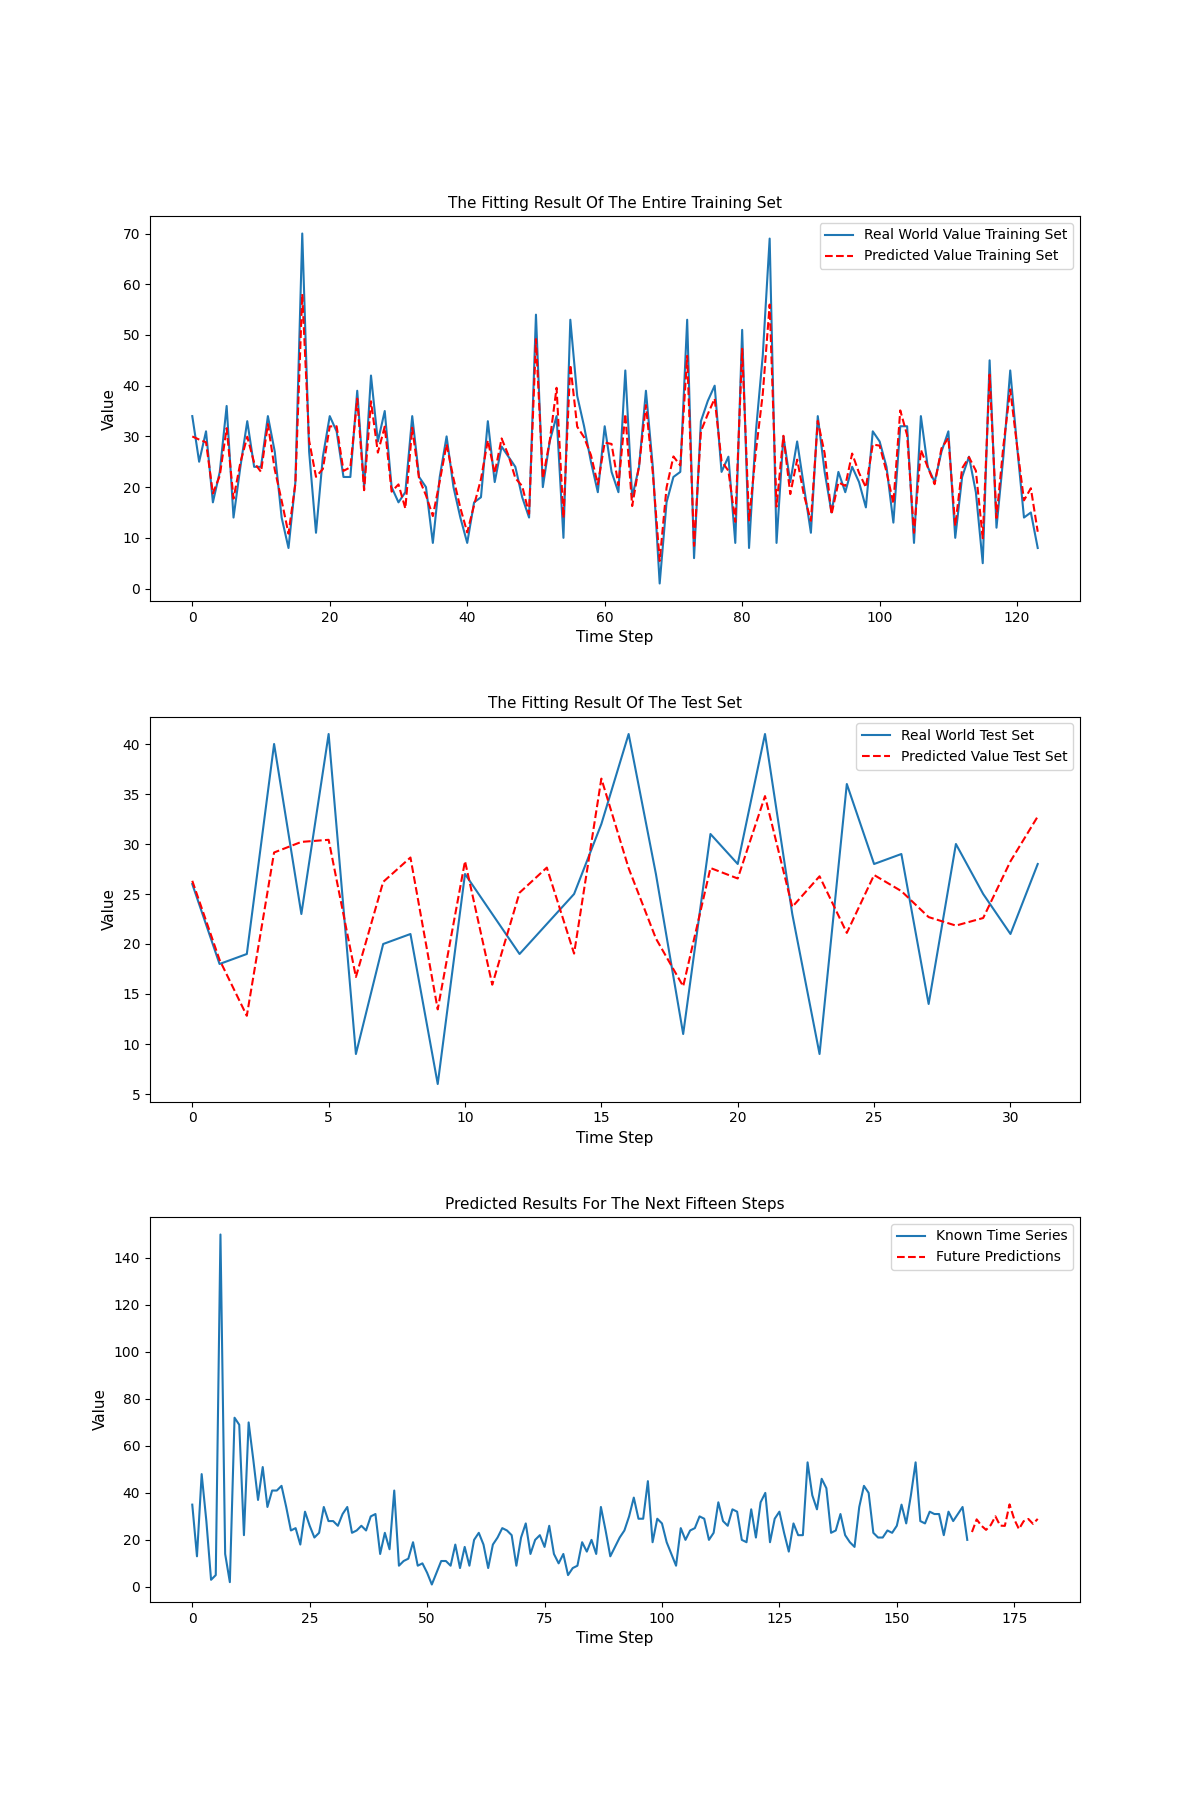 The Fitting Result Of The Entire Training Set
70
60
50
40
30
20
10
0
Value
Real World Value Training Set
Predicted Value Training Set
0 20 40 60 80 100 120
Time Step
The Fitting Result Of The Test Set
40
35
30
25
20
15
10
5
Value
Real World Test Set
Predicted Value Test Set
0 5 10 15 20 25 30
Time Step
Predicted Results For The Next Fifteen Steps
140
120
100
80
60
40
20
0
Value
Known Time Series
Future Predictions
0 25 50 75 100 125 150 175
Time Step